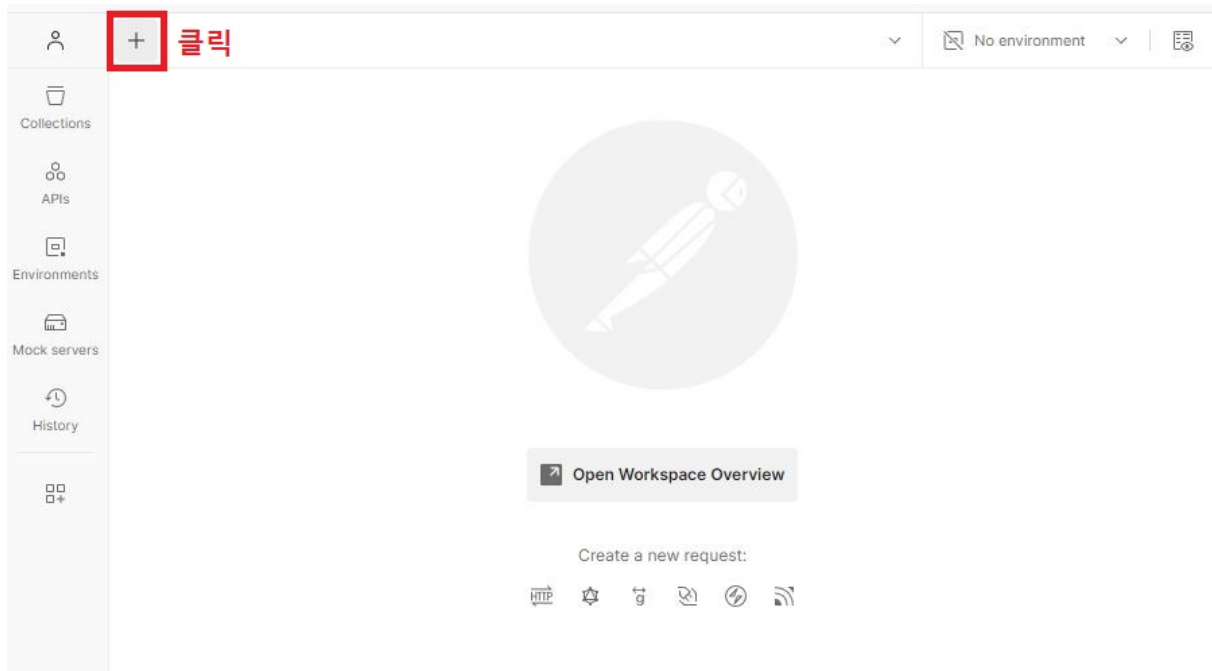 클릭
No environment
Collections
APIs
Environments
Mock servers
History
Open Workspace Overview
Create a new request:
HTTP
g